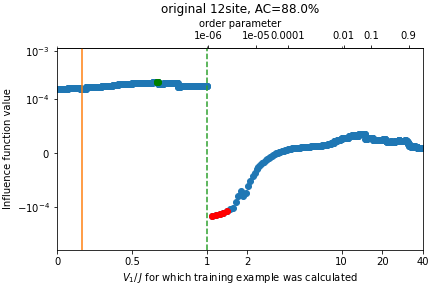 original 12site, AC=88.0%
order parameter
1e-06 1e-05 0.0001 0.01 0.1 0.9
10⁻³
10⁻⁴
0
−10⁻⁴
Influence function value
0 0.5 1 2 10 20 40
V₁/J for which training example was calculated